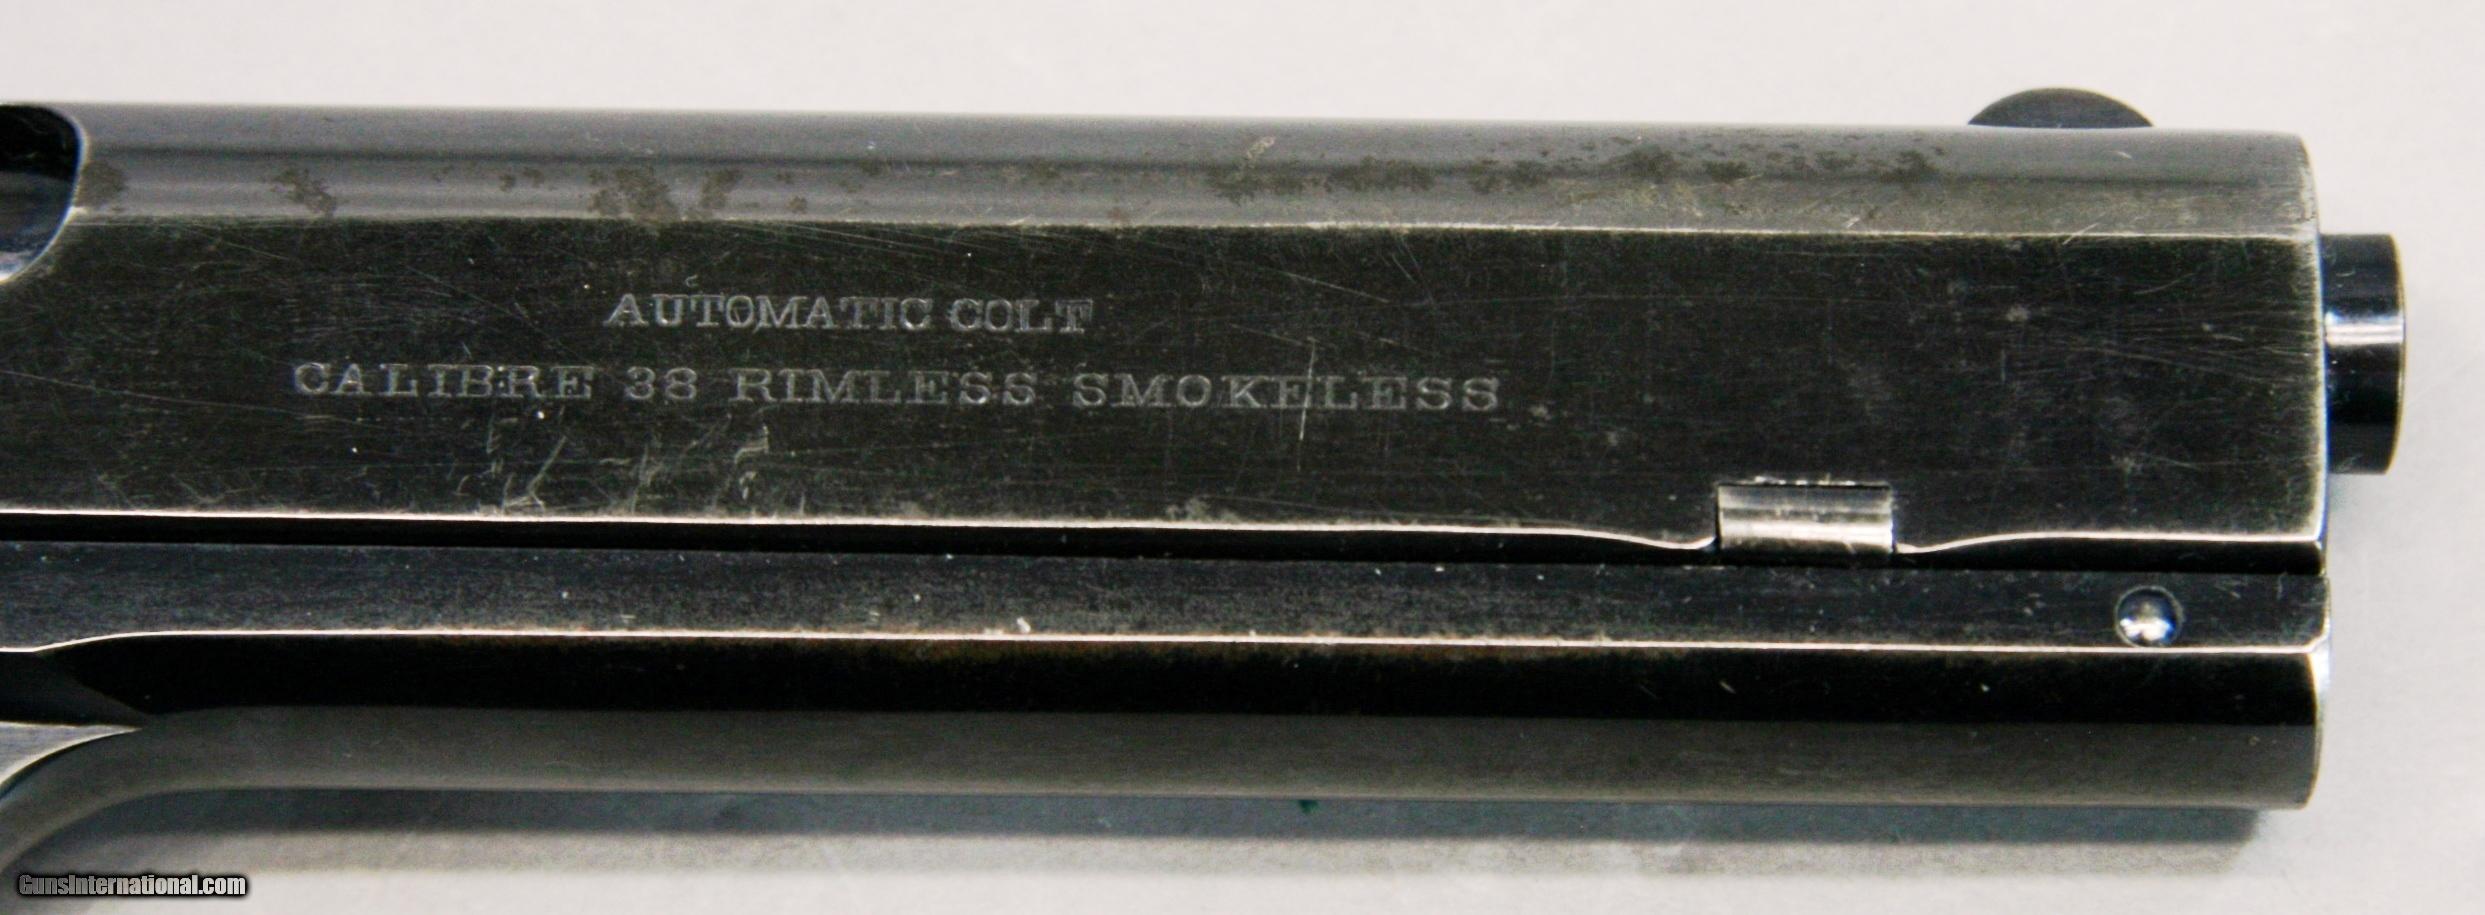 AUTOMATIC COLT
CALIBRE 38 RIMLESS SMOKELESS
GunsInternational.com